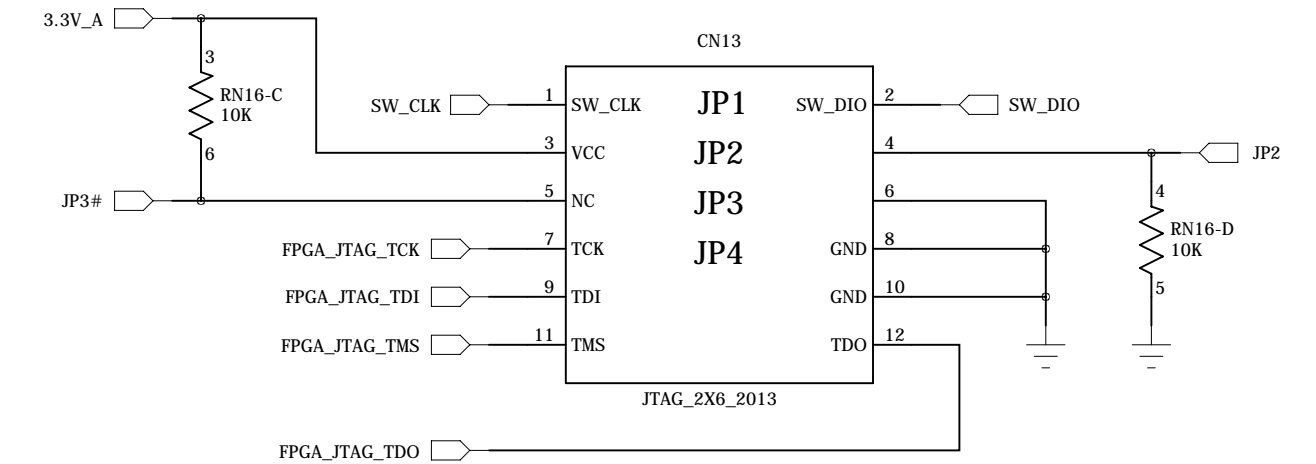 3.3V_A
CN13
3
RN16-C
10K
6
SW_CLK
1
SW_CLK
JP1
SW_DIO
2
SW_DIO
3
VCC
JP2
4
JP2
JP3#
5
NC
JP3
6
4
RN16-D
10K
5
FPGA_JTAG_TCK
7
TCK
JP4
GND
8
FPGA_JTAG_TDI
9
TDI
GND
10
FPGA_JTAG_TMS
11
TMS
TDO
12
JTAG_2X6_2013
FPGA_JTAG_TDO